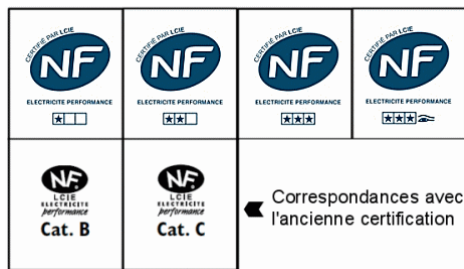 CERTIFIÉ PAR LCIE CERTIFIÉ PAR LCIE CERTIFIÉ PAR LCIE CERTIFIÉ PAR LCIE
NF NF NF NF
ELECTRICITE PERFORMANCE ELECTRICITE PERFORMANCE ELECTRICITE PERFORMANCE ELECTRICITE PERFORMANCE
NF NF
LCIE LCIE
ELECTRICITE ELECTRICITE
performance performance
Cat. B Cat. C
Correspondances avec
l'ancienne certification